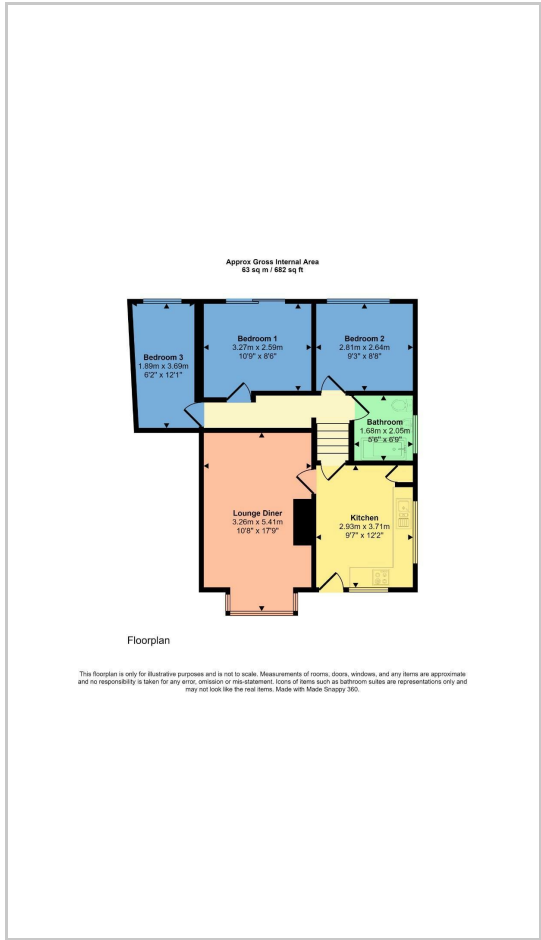 Approx Gross Internal Area
63 sq m / 682 sq ft
Bedroom 1
3.27m x 2.59m
10'9" x 8'6"
Bedroom 2
2.81m x 2.64m
9'3" x 8'8"
Bedroom 3
1.89m x 3.69m
6'2" x 12'1"
Bathroom
1.68m x 2.05m
5'6" x 6'9"
Lounge Diner
3.26m x 5.41m
10'8" x 17'9"
Kitchen
2.93m x 3.71m
9'7" x 12'2"
Floorplan
This floorplan is only for illustrative purposes and is not to scale. Measurements of rooms, doors, windows, and any items are approximate
and no responsibility is taken for any error, omission or mis-statement. Icons of items such as bathroom suites are representations only and
may not look like the real items. Made with Made Snappy 360.